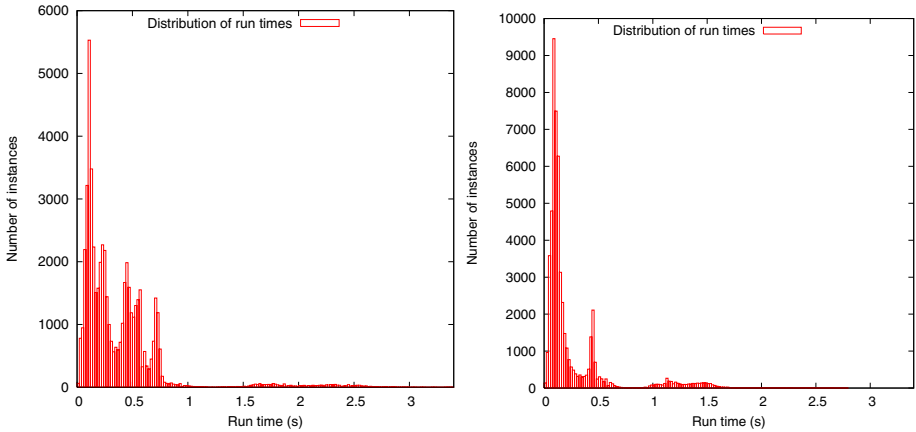 Distribution of run times
6000
5000
4000
3000
2000
1000
0
Number of instances
0 0.5 1 1.5 2 2.5 3
Run time (s)
Distribution of run times
10000
9000
8000
7000
6000
5000
4000
3000
2000
1000
0
Number of instances
0 0.5 1 1.5 2 2.5 3
Run time (s)